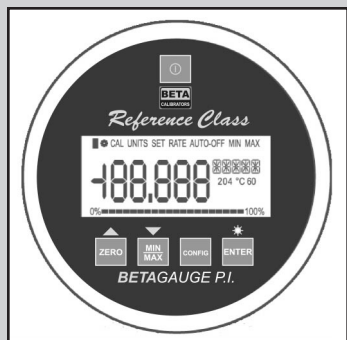 BETA
CALIBRATORS
Reference Class
CAL UNITS SET RATE AUTO-OFF MIN MAX
-188.888
204 °C 60
0% 100%
ZERO MIN MAX CONFIG ENTER
BETAGAUGE P.I.